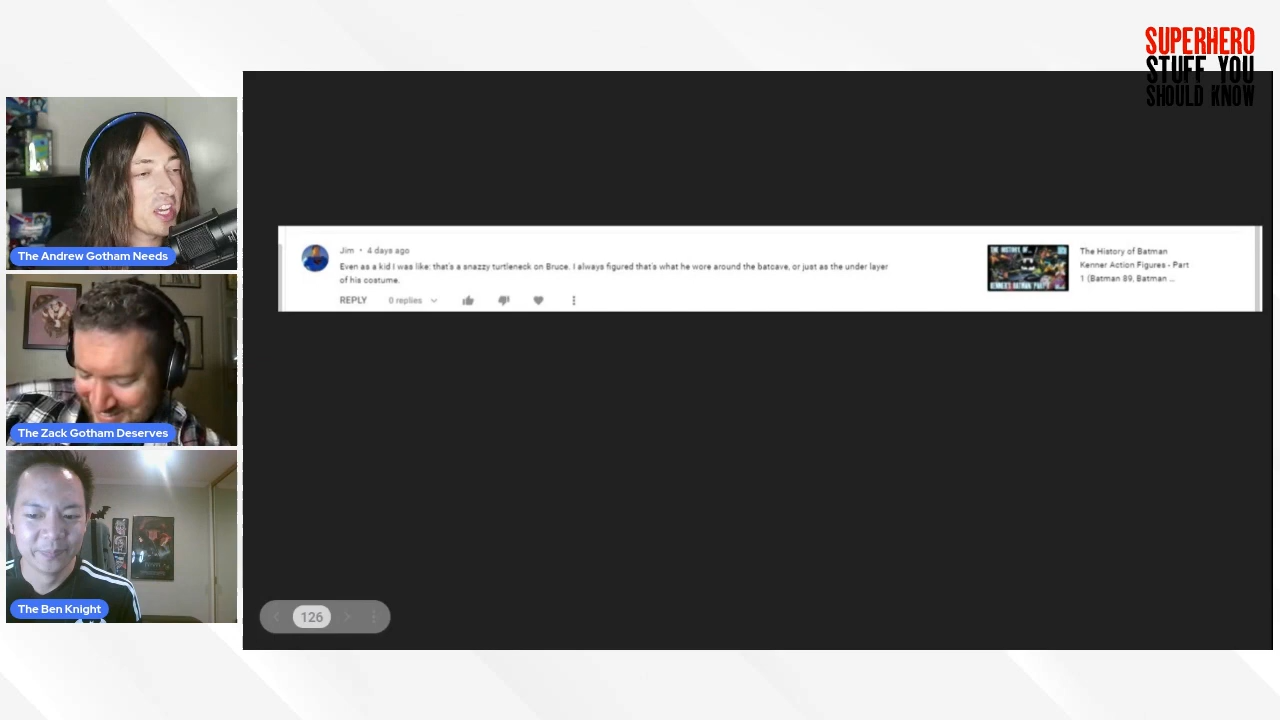 SUPERHERO
STUFF YOU
SHOULD KNOW
The Andrew Gotham Needs
The Zack Gotham Deserves
The Ben Knight
Jim • 4 days ago
Even as a kid I was like: that's a snazzy turtleneck on Bruce. I always figured that's what he wore around the batcave, or just as the under layer
of his costume.
REPLY 0 replies
The History of Batman
Kenner Action Figures - Part
1 (Batman 89, Batman ...
126